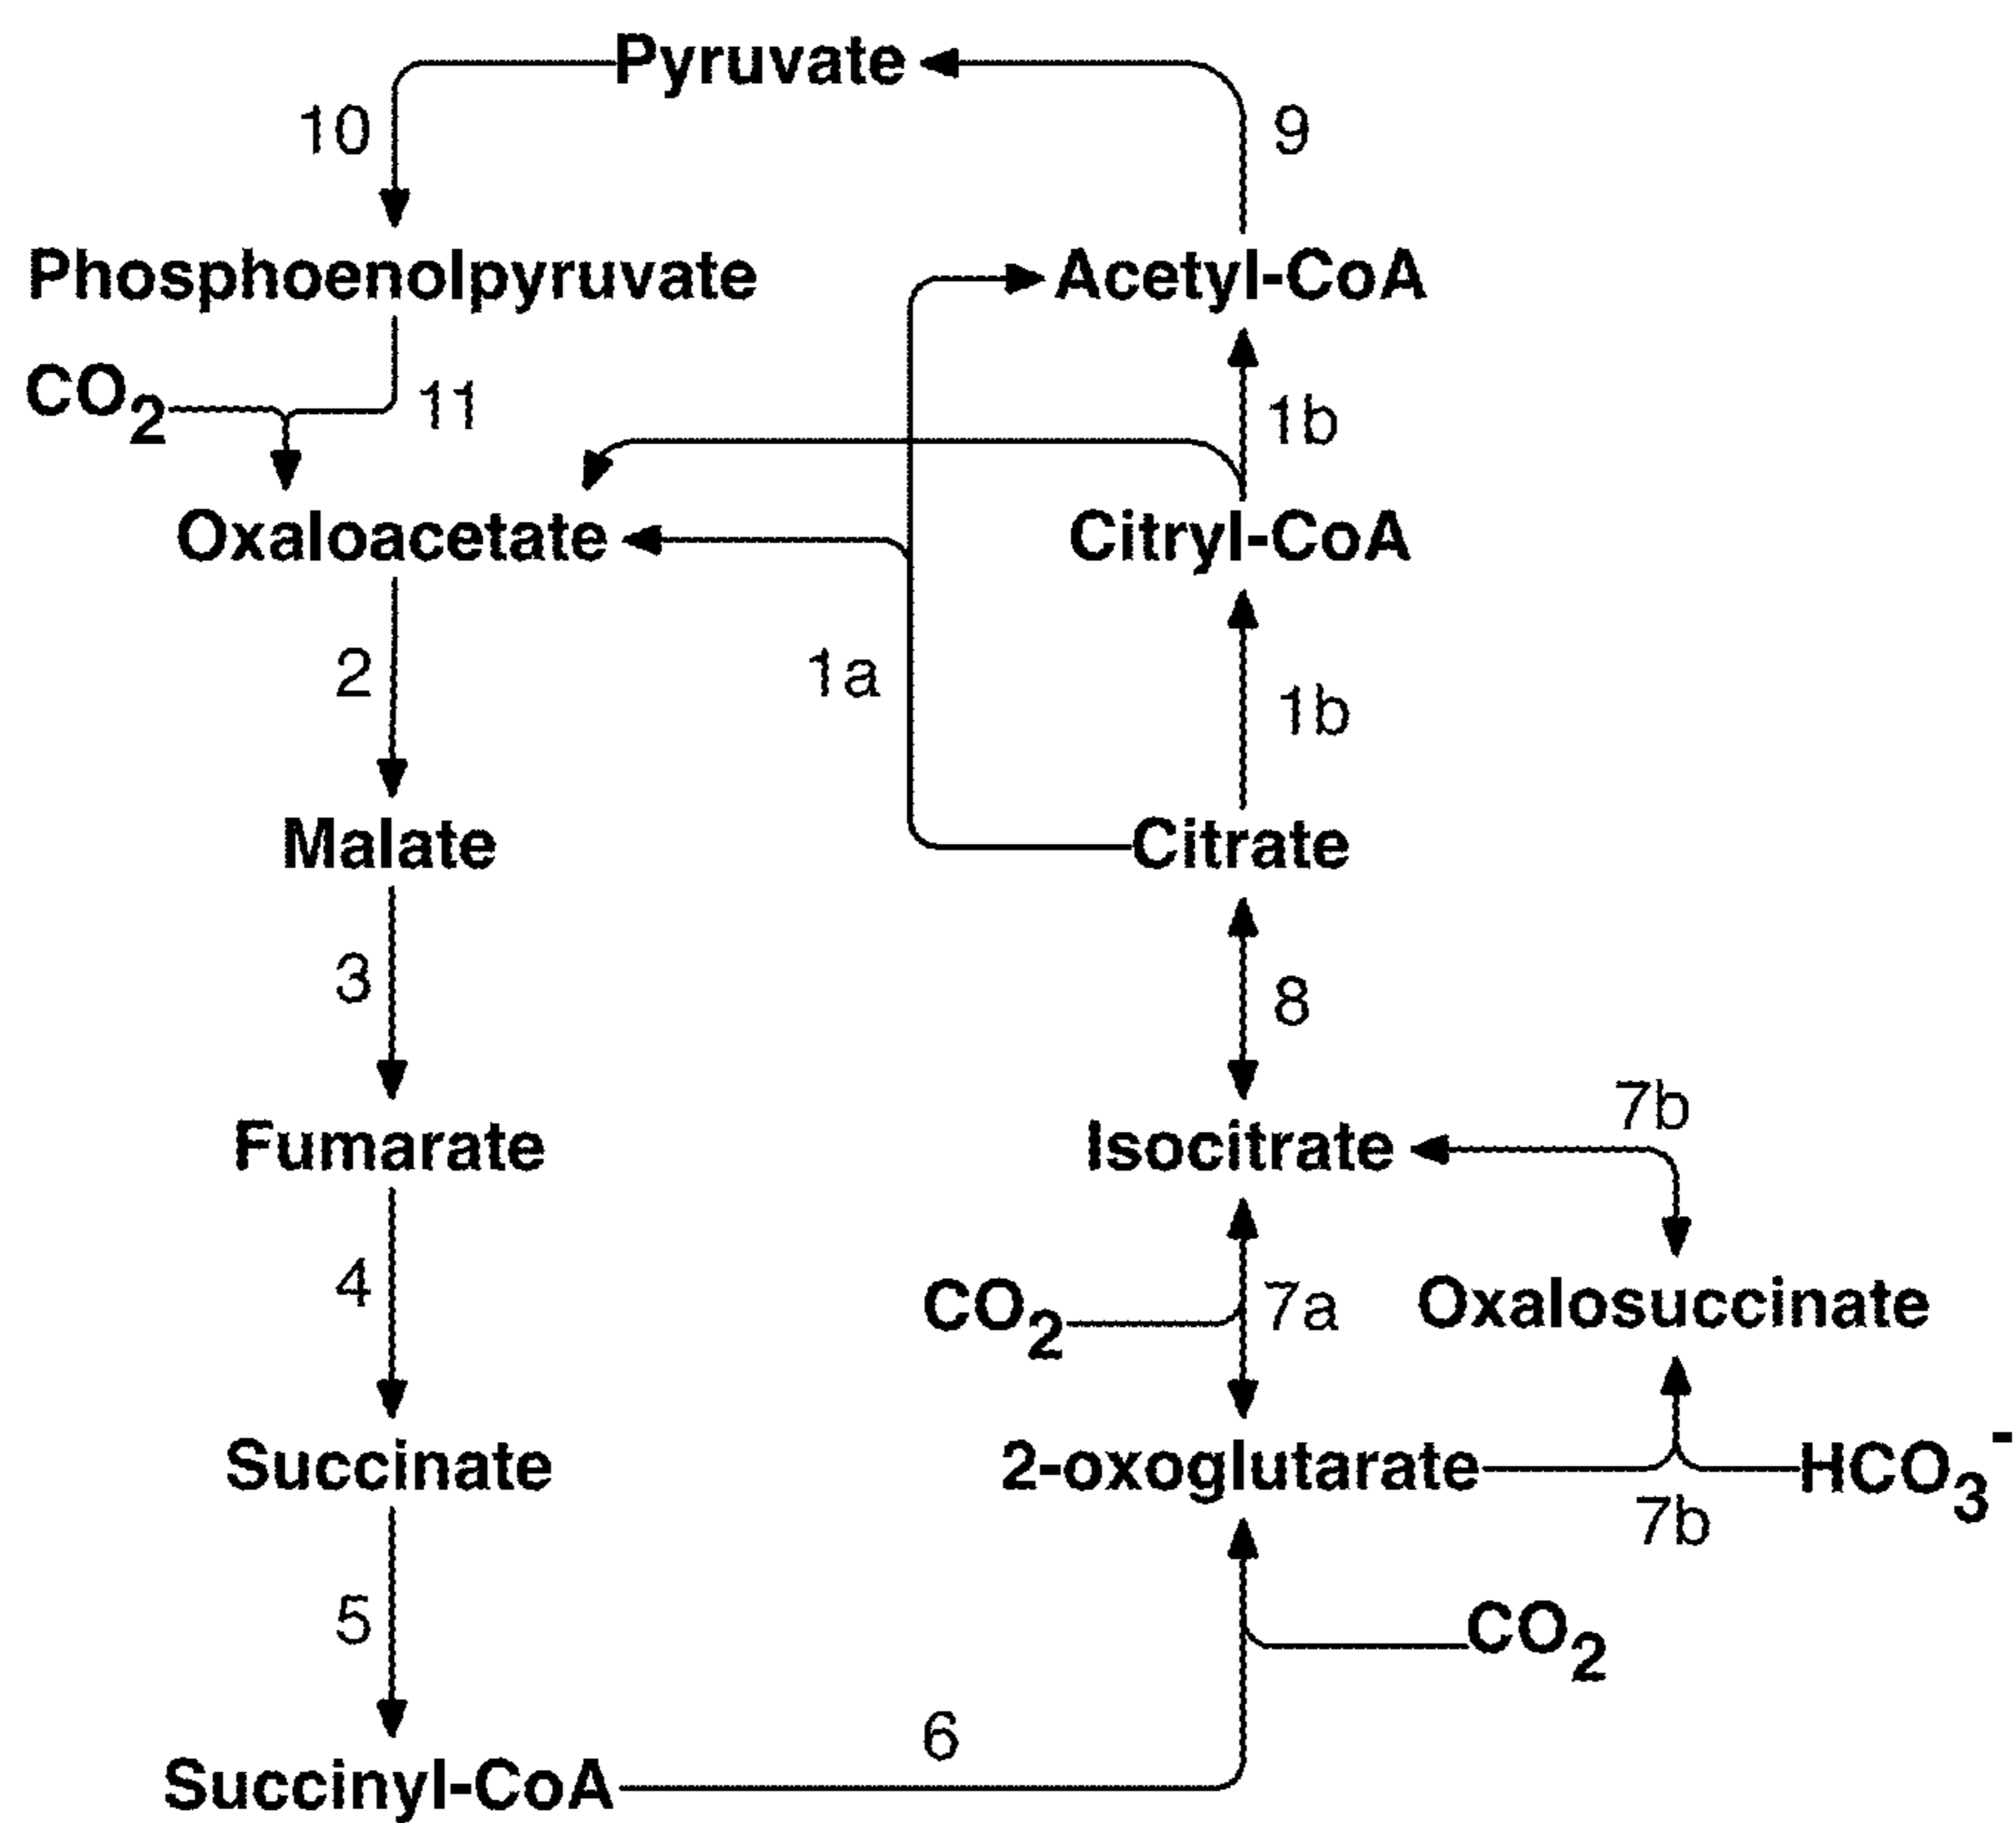 Pyruvate
10
9
Phosphoenolpyruvate
Acetyl-CoA
CO2
11
1b
Oxaloacetate
Citryl-CoA
2
1a
1b
Malate
Citrate
3
8
Fumarate
Isocitrate
7b
4
CO2
7a
Oxalosuccinate
Succinate
2-oxoglutarate
HCO3-
7b
5
CO2
6
Succinyl-CoA